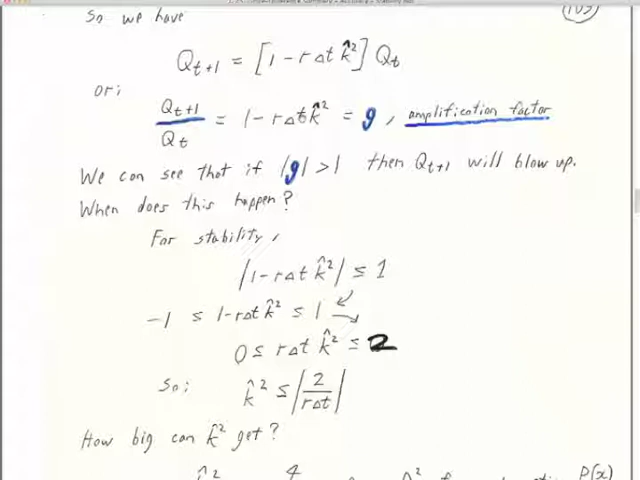 So we have
Q_{t+1} = [1 - rΔt k̂²] Q_t
or;
Q_{t+1} / Q_t = 1 - rΔt k̂² = g, amplification factor
We can see that if |g| > 1 then Q_{t+1} will blow up.
When does this happen?
For stability,
|1 - rΔt k̂²| ≤ 1
-1 ≤ 1 - rΔt k̂² ≤ 1
0 ≤ rΔt k̂² ≤ 2
So; k̂² ≤ |2 / rΔt|
How big can k̂² get?